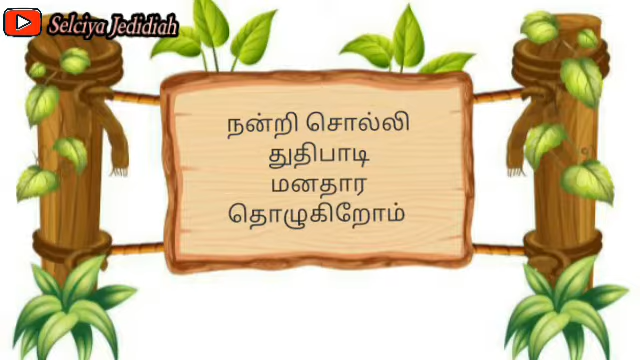 Selciya Jedidiah
நன்றி சொல்லி
துதிபாடி
மனதார
தொழுகிறோம்